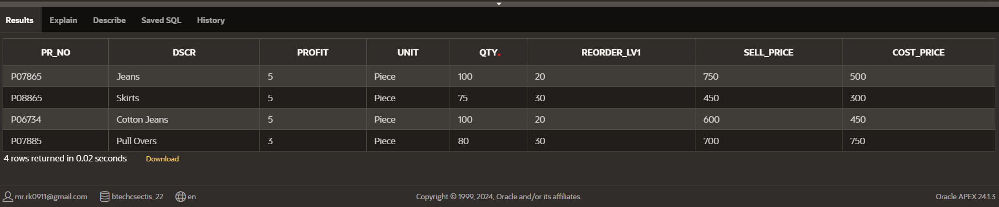 Results Explain Describe Saved SQL History
PR_NO DSCR PROFIT UNIT QTY. REORDER_LV1 SELL_PRICE COST_PRICE
P07865 Jeans 5 Piece 100 20 750 500
P08865 Skirts 5 Piece 75 30 450 300
P06734 Cotton Jeans 5 Piece 100 20 600 450
P07885 Pull Overs 3 Piece 80 30 700 750
4 rows returned in 0.02 seconds Download
mr.rk0911@gmail.com btechcsectis_22 en Copyright © 1999, 2024, Oracle and/or its affiliates. Oracle APEX 24.1.3